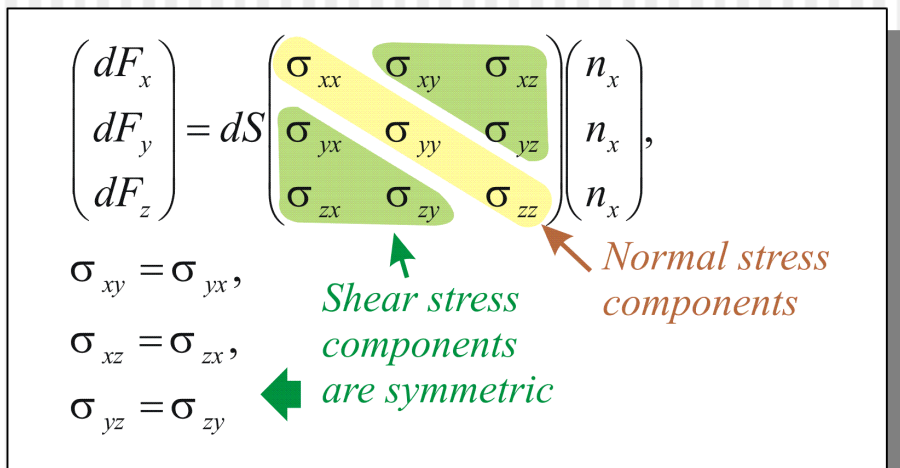 dF_x σ_xx σ_xy σ_xz n_x
dF_y = dS σ_yx σ_yy σ_yz n_x ,
dF_z σ_zx σ_zy σ_zz n_x
σ_xy = σ_yx,
σ_xz = σ_zx,
σ_yz = σ_zy
Shear stress
components
are symmetric
Normal stress
components